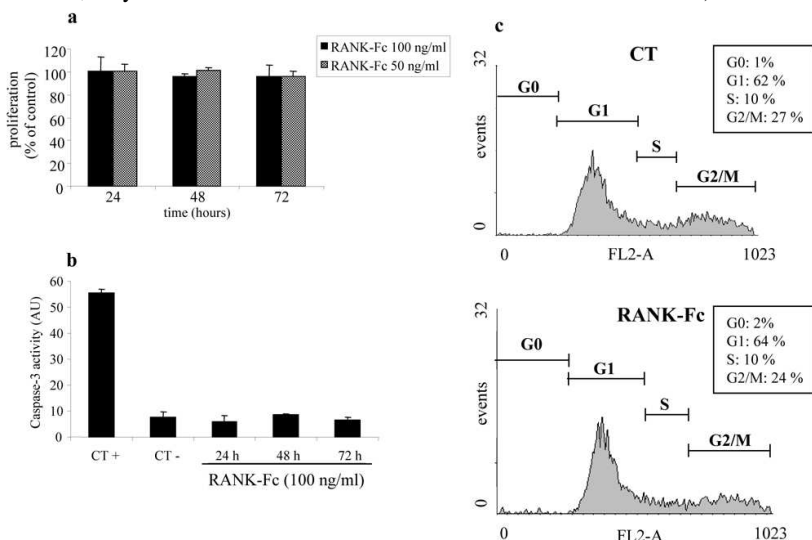 a
120
100
80
60
40
20
0
proliferation
(% of control)
RANK-Fc 100 ng/ml
RANK-Fc 50 ng/ml
24
48
72
time (hours)
b
60
50
40
30
20
10
0
Caspase-3 activity (AU)
CT +
CT -
24 h
48 h
72 h
RANK-Fc (100 ng/ml)
c
CT
32
events
0
G0
G1
S
G2/M
G0: 1%
G1: 62 %
S: 10 %
G2/M: 27 %
0
FL2-A
1023
RANK-Fc
32
events
0
G0
G1
S
G2/M
G0: 2%
G1: 64 %
S: 10 %
G2/M: 24 %
0
FL2-A
1023